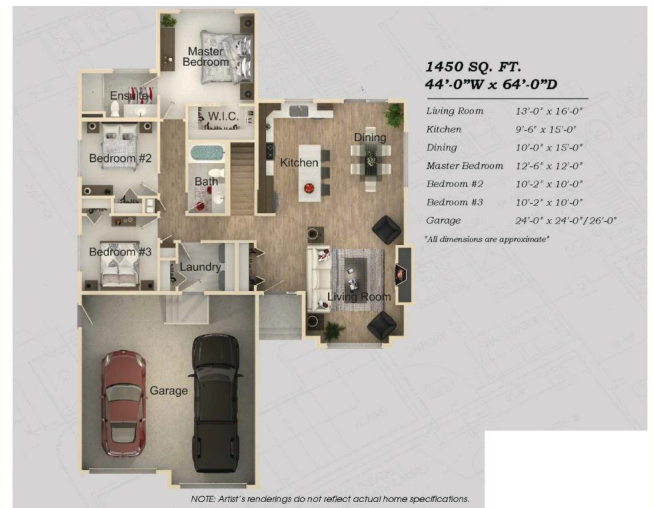 1450 SQ. FT.
44'-0"W x 64'-0"D
Living Room 13'-0" x 16'-0"
Kitchen 9'-6" x 15'-0"
Dining 10'-0" x 15'-0"
Master Bedroom 12'-6" x 12'-0"
Bedroom #2 10'-2" x 10'-0"
Bedroom #3 10'-2" x 10'-0"
Garage 24'-0" x 24'-0"/26'-0"
*All dimensions are approximate*
Master
Bedroom
Ensuite
W.I.C.
Bedroom #2
Bath
Kitchen
Dining
Bedroom #3
Laundry
Living Room
Garage
NOTE: Artist's renderings do not reflect actual home specifications.